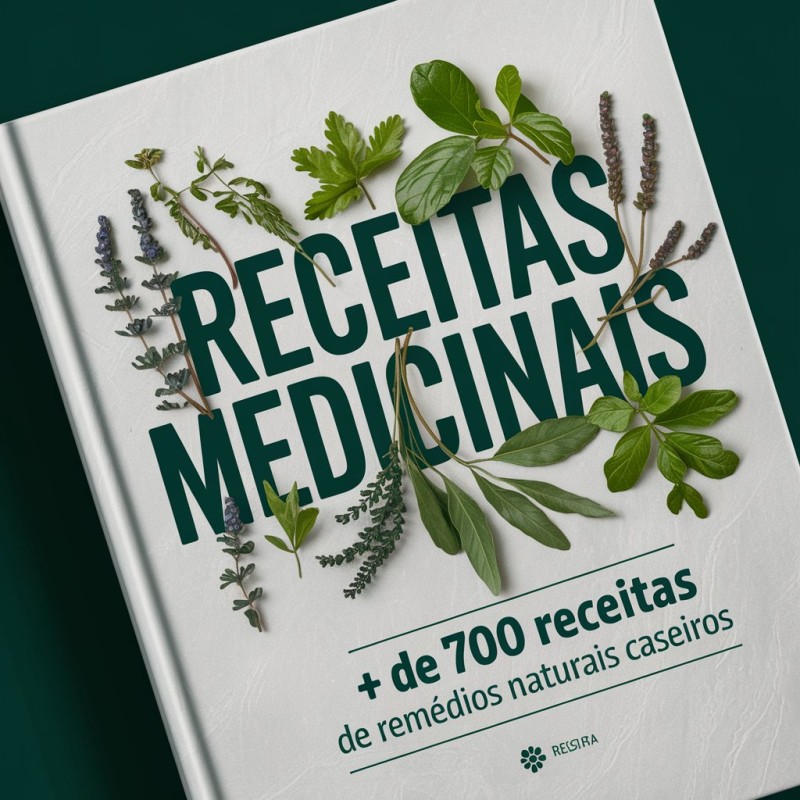 RECEITAS
MEDICINAIS
+ de 700 receitas
de remédios naturais caseiros